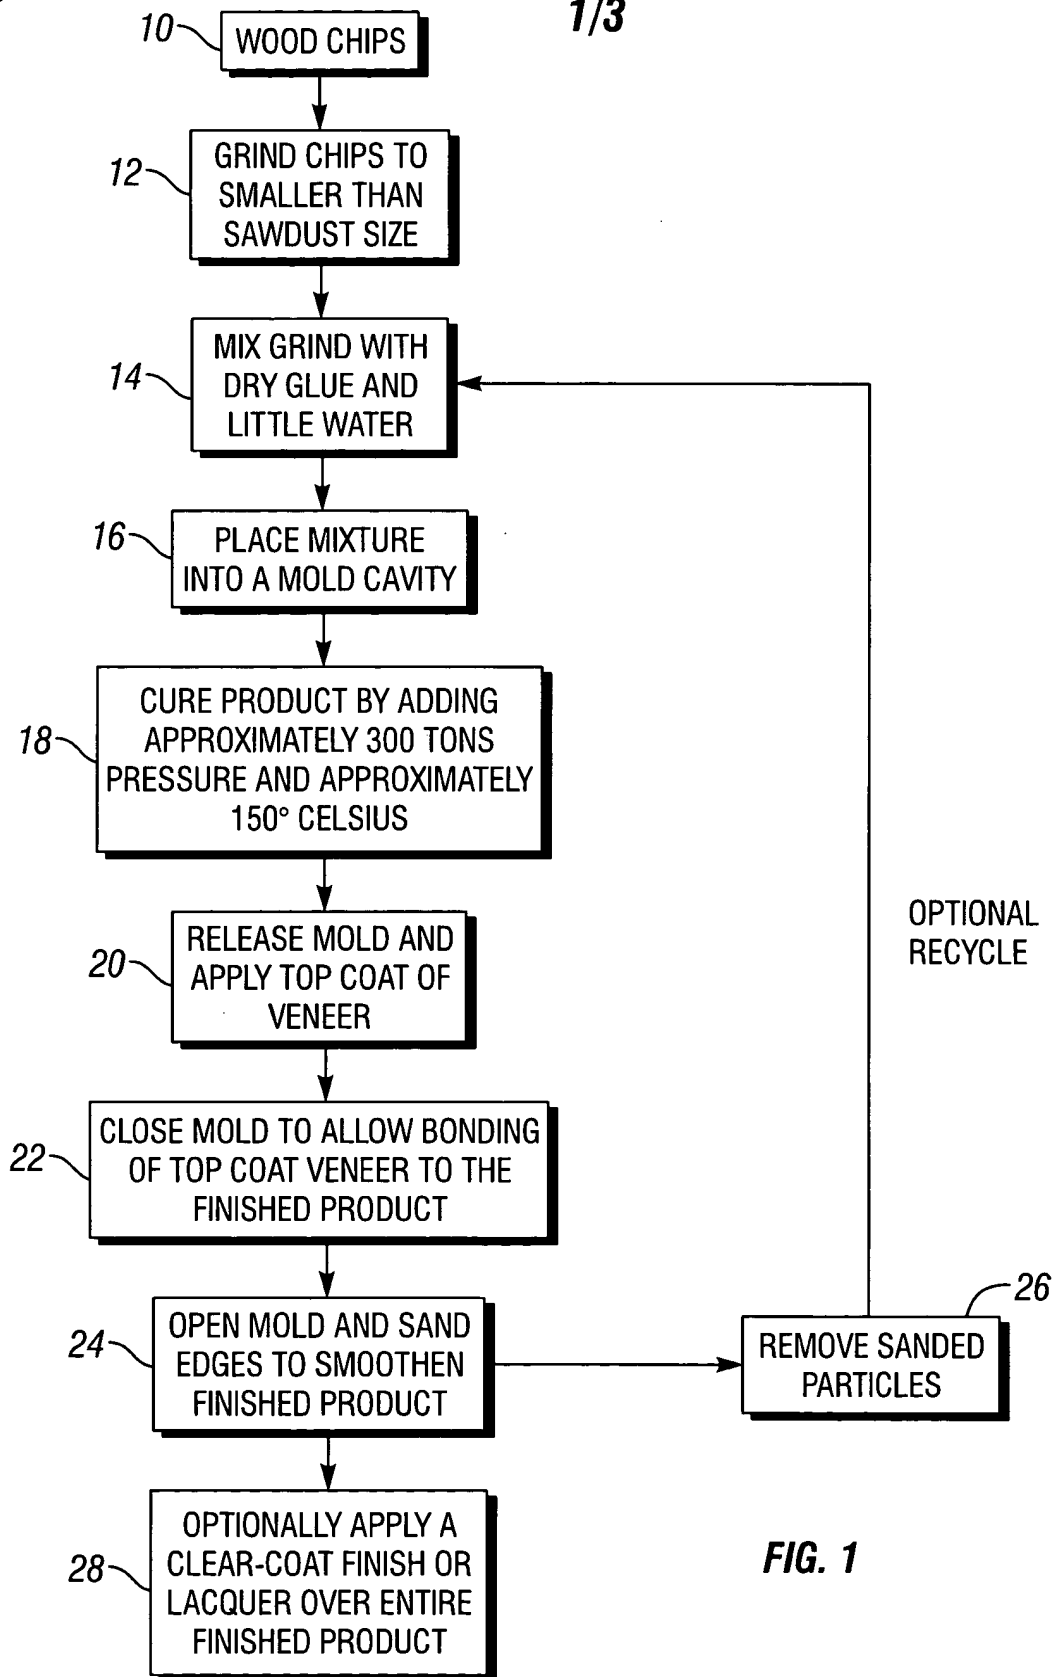 1/3
10
WOOD CHIPS
12
GRIND CHIPS TO
SMALLER THAN
SAWDUST SIZE
14
MIX GRIND WITH
DRY GLUE AND
LITTLE WATER
16
PLACE MIXTURE
INTO A MOLD CAVITY
18
CURE PRODUCT BY ADDING
APPROXIMATELY 300 TONS
PRESSURE AND APPROXIMATELY
150° CELSIUS
20
RELEASE MOLD AND
APPLY TOP COAT OF
VENEER
OPTIONAL
RECYCLE
22
CLOSE MOLD TO ALLOW BONDING
OF TOP COAT VENEER TO THE
FINISHED PRODUCT
24
OPEN MOLD AND SAND
EDGES TO SMOOTHEN
FINISHED PRODUCT
26
REMOVE SANDED
PARTICLES
28
OPTIONALLY APPLY A
CLEAR-COAT FINISH OR
LACQUER OVER ENTIRE
FINISHED PRODUCT
FIG. 1